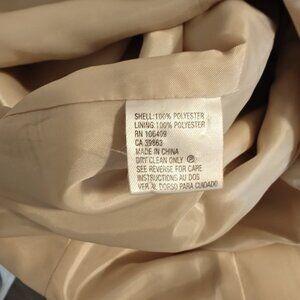 SHELL:100% POLYESTER
LINING:100% POLYESTER
RN 106409
CA 39863
MADE IN CHINA
DRY CLEAN ONLY Ⓟ
SEE REVERSE FOR CARE
INSTRUCTIONS AU DOS
VER AL DORSO PARA CUIDADO